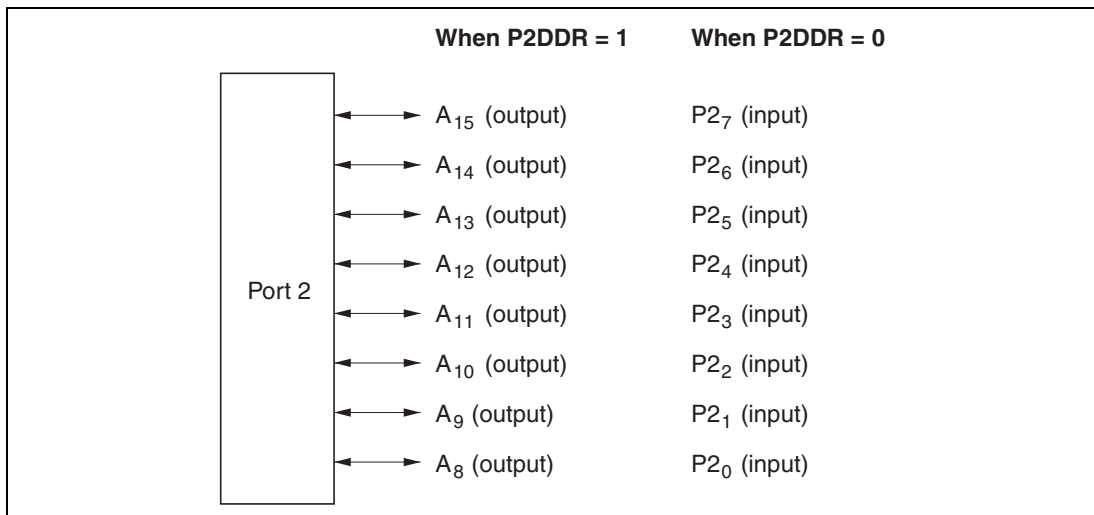 When P2DDR = 1 When P2DDR = 0
A15 (output) P27 (input)
A14 (output) P26 (input)
A13 (output) P25 (input)
A12 (output) P24 (input)
Port 2
A11 (output) P23 (input)
A10 (output) P22 (input)
A9 (output) P21 (input)
A8 (output) P20 (input)